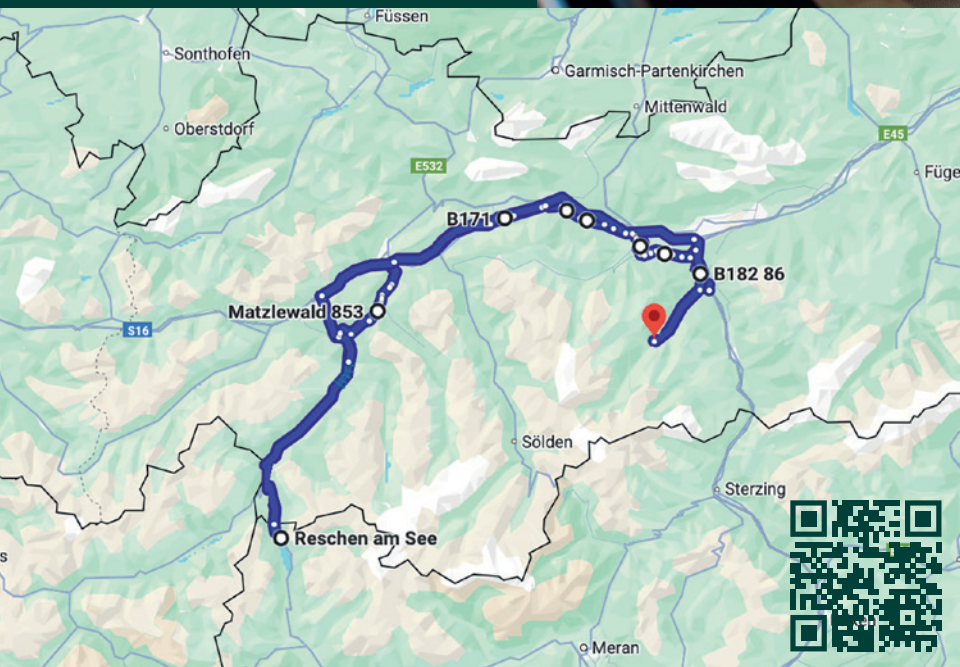 Füssen
Sonthofen
Garmisch-Partenkirchen
Mittenwald
Oberstdorf
E45
E532
Füge
B171
B182 86
Matzlewald 853
S16
Sölden
Sterzing
Reschen am See
s
Meran